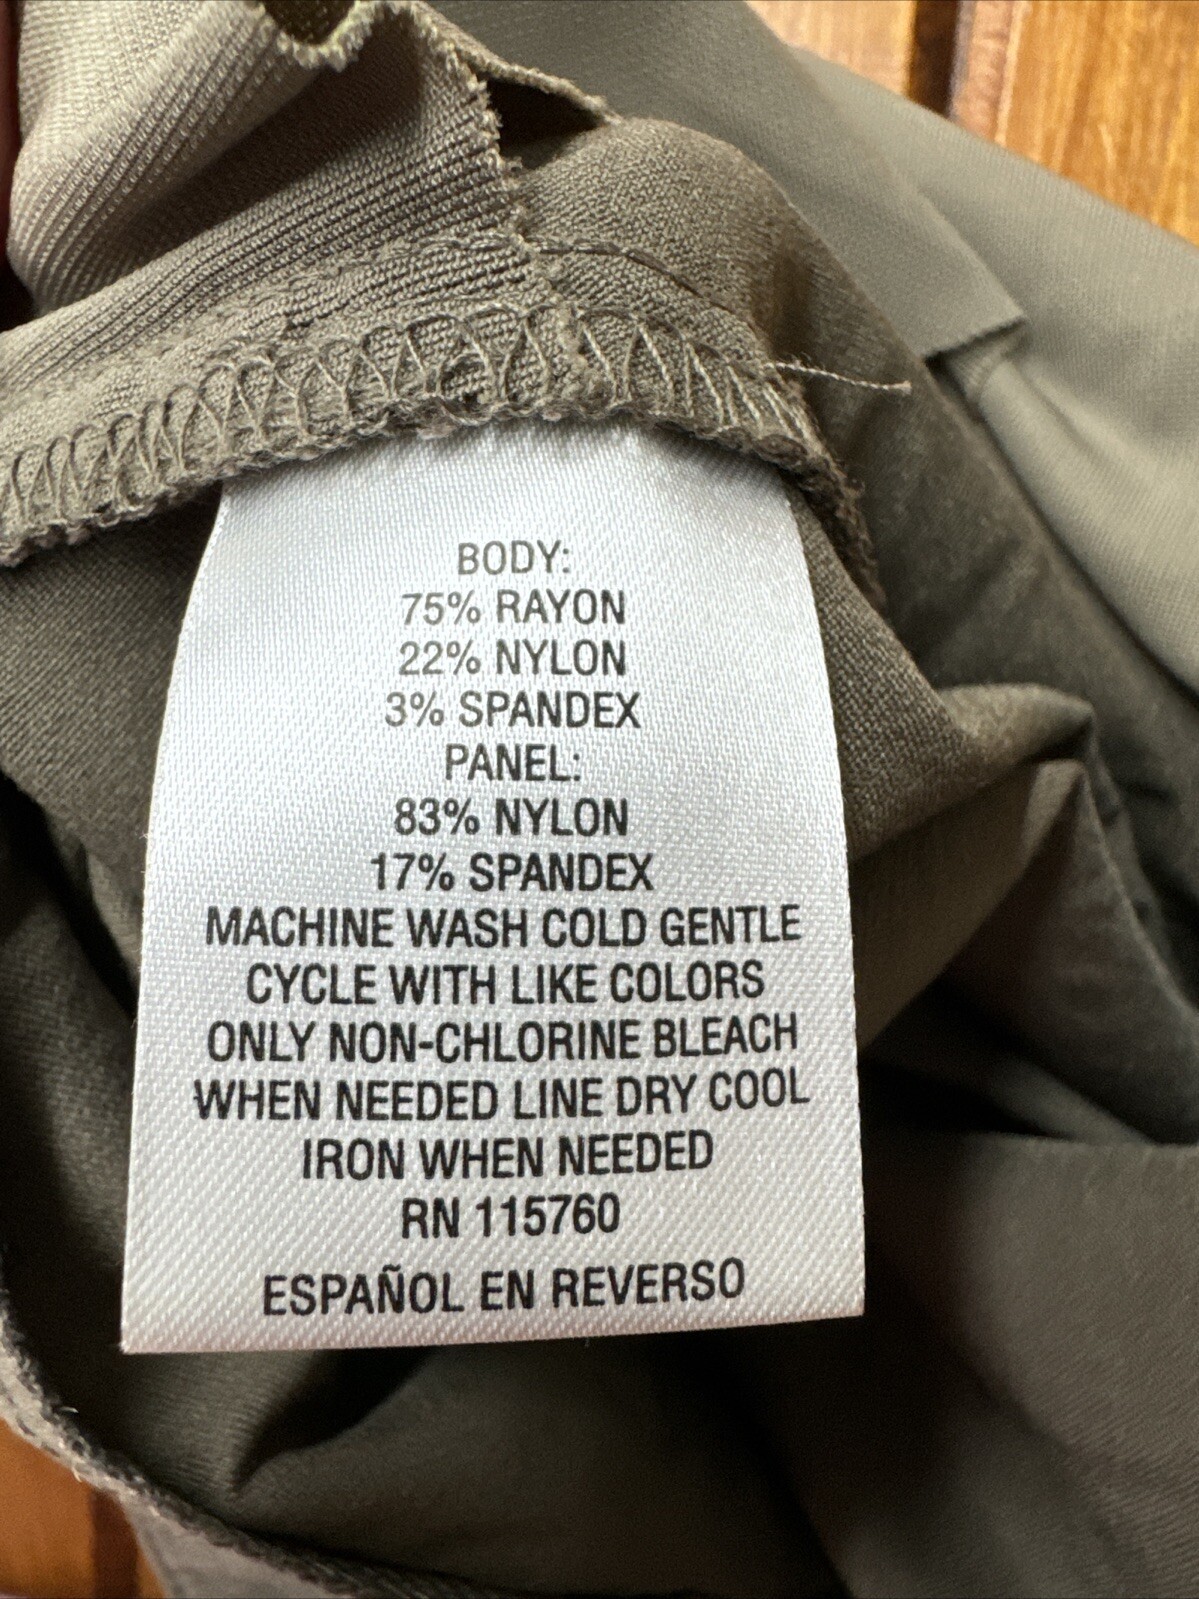 BODY:
75% RAYON
22% NYLON
3% SPANDEX
PANEL:
83% NYLON
17% SPANDEX
MACHINE WASH COLD GENTLE
CYCLE WITH LIKE COLORS
ONLY NON-CHLORINE BLEACH
WHEN NEEDED LINE DRY COOL
IRON WHEN NEEDED
RN 115760
ESPAÑOL EN REVERSO